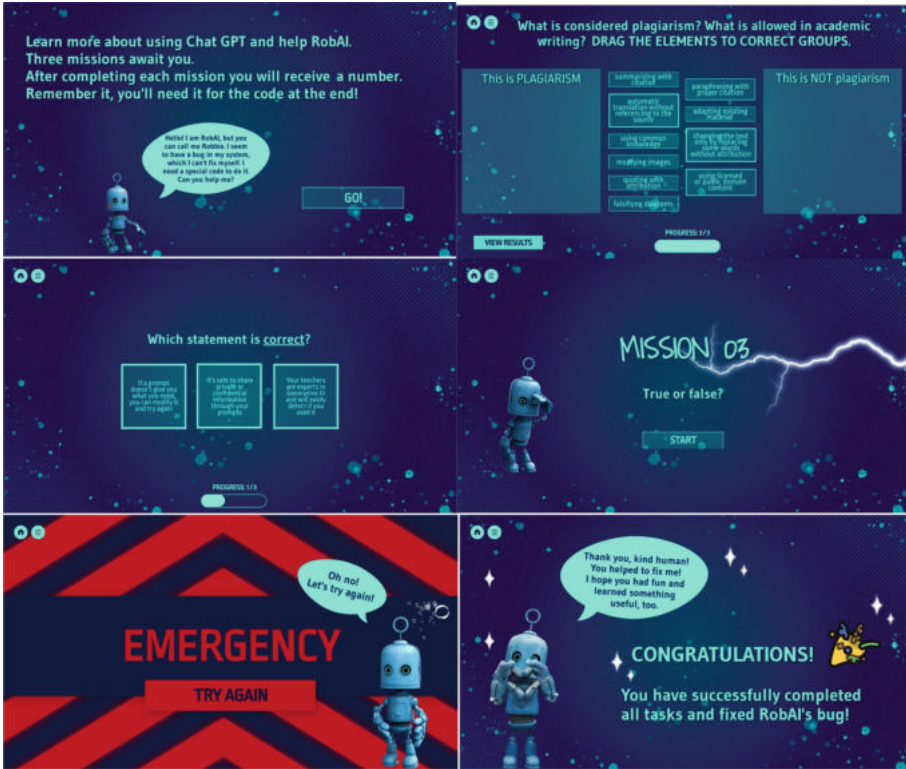 Learn more about using Chat GPT and help RobAI.
Three missions await you.
After completing each mission you will receive a number.
Remember it, you'll need it for the code at the end!
Hello! I am RobAI, but you
can call me Robbie. I seem
to have a bug in my system,
which I can't fix myself. I
need a special code to do it.
Can you help me?
GO!
What is considered plagiarism? What is allowed in academic
writing? DRAG THE ELEMENTS TO CORRECT GROUPS.
This is PLAGIARISM
summarizing with
citation
automatic
translation without
referencing to the
source
using common
knowledge
modfying images
quoting with
attribution
falsifying diagrams
paraphrasing with
proper citation
adopting existing
material
changing the text
only by replacing
some words
without attribution
using licensed
or public domain
content
This is NOT plagiarism
VIEW RESULTS
PROGRESS: 3/3
Which statement is correct?
If a prompt
doesn't give you
what you need,
you can modify it
and try again
It's safe to share
private or
confidential
information
through your
prompts
Your teachers
are experts in
Generative AI
and will easily
detect if you
used it
PROGRESS: 1/3
MISSION 03
True or false?
START
Oh no!
Let's try again!
EMERGENCY
TRY AGAIN
Thank you, kind human!
You helped to fix me!
I hope you had fun and
learned something
useful, too.
CONGRATULATIONS!
You have successfully completed
all tasks and fixed RobAI's bug!